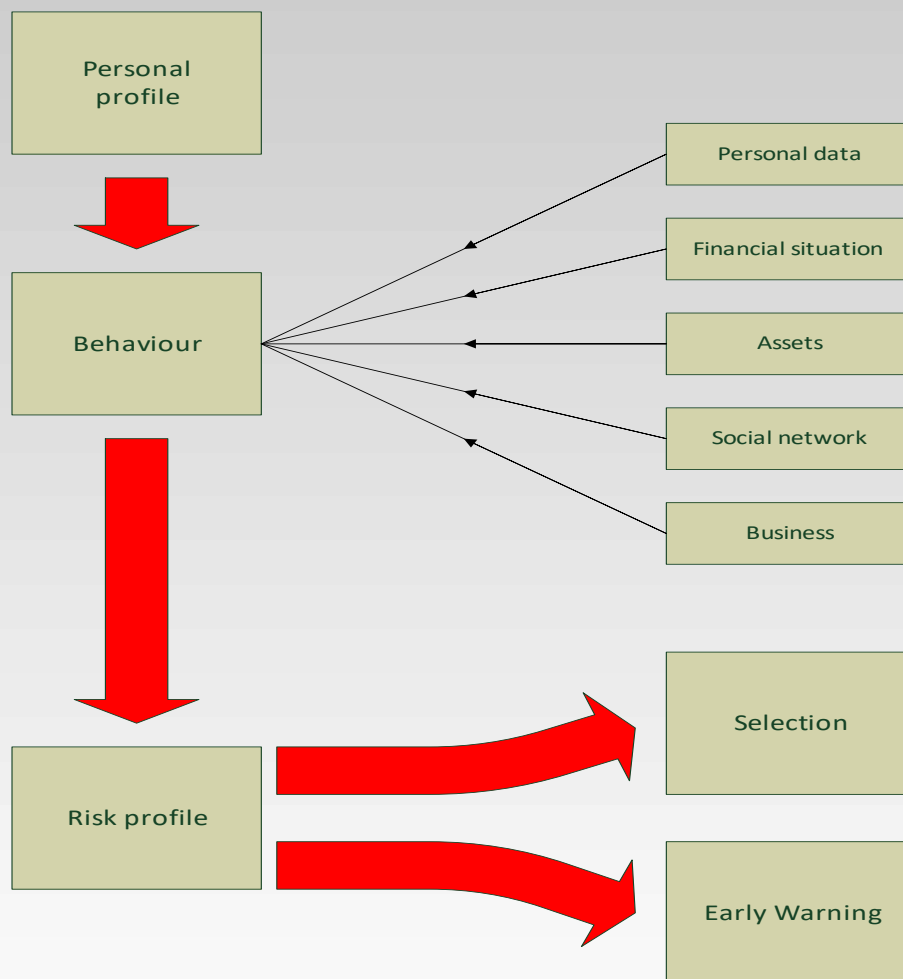 Personal
profile
Personal data
Financial situation
Behaviour
Assets
Social network
Business
Selection
Risk profile
Early Warning